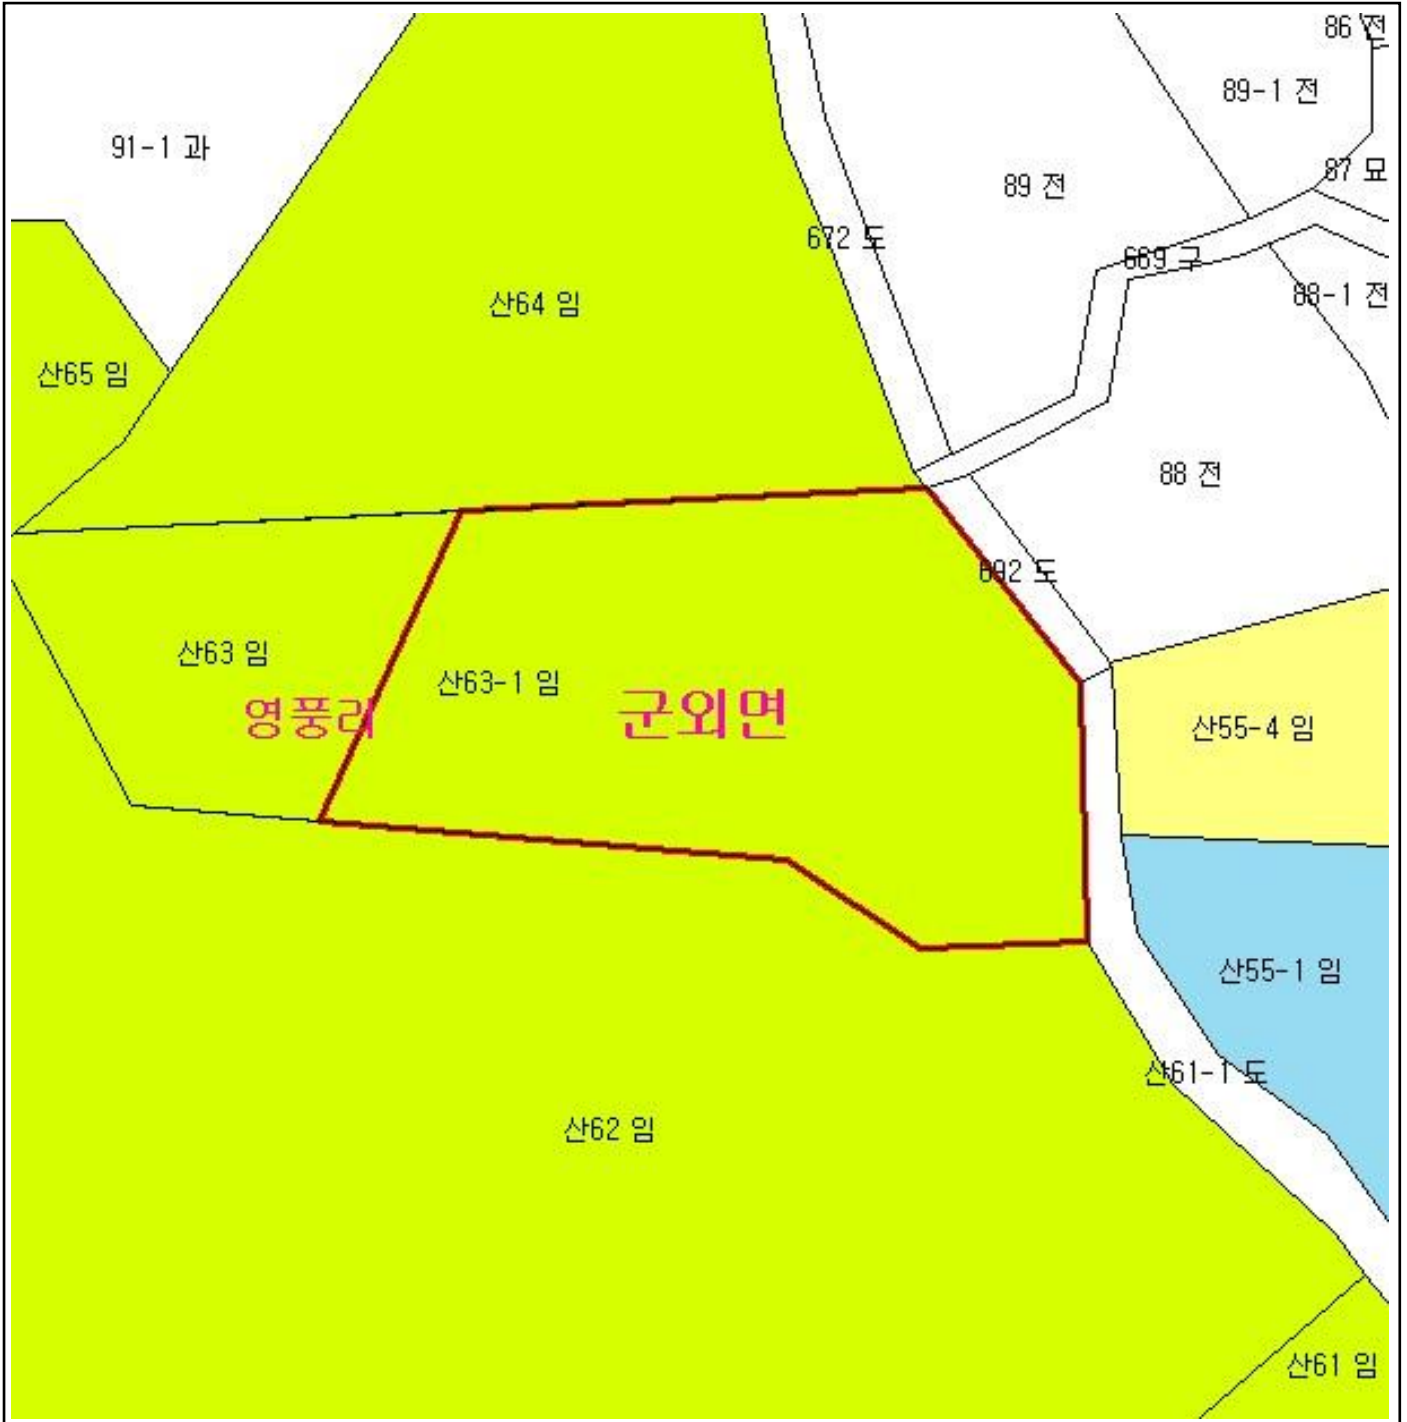 86 전
89-1 전
91-1 과
87 묘
89 전
672 도
669 구
88-1 전
산64 임
산65 임
88 전
692 도
산63 임
산63-1 임
영풍리
군외면
산55-4 임
산55-1 임
산61-1 도
산62 임
산61 임